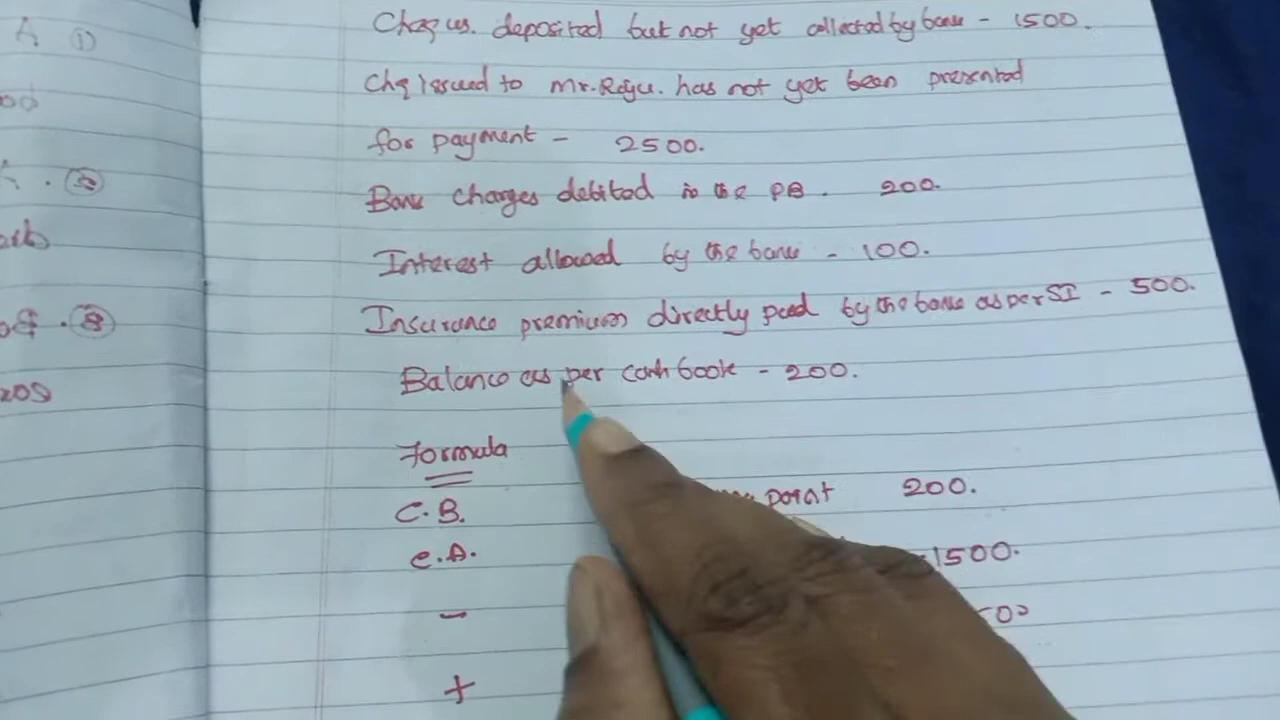 A ①
Cheques. deposited but not yet collected by bank - 1500.
Chq issued to Mr. Raju. has not yet been presented
for payment - 2500.
Bank charges debited in the PB. 200.
Interest allowed by the bank - 100.
Insurance premium directly paid by the bank as per SI - 500.
Balance as per cash book - 200.
Formula
C.B. point 200.
e.A. -1500.
-
+